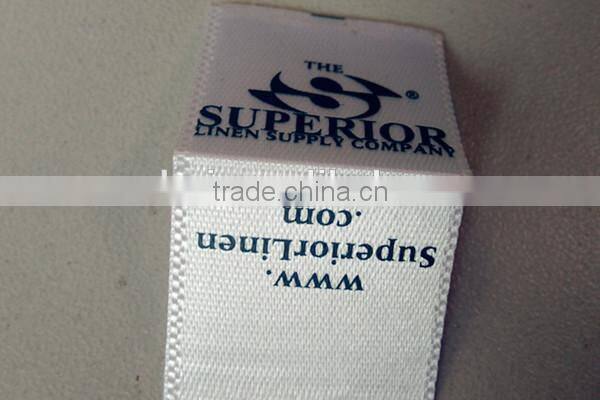 THE
SUPERIOR
®
LINEN SUPPLY COMPANY
trade.china.cn
www.
SuperiorLinen
.com